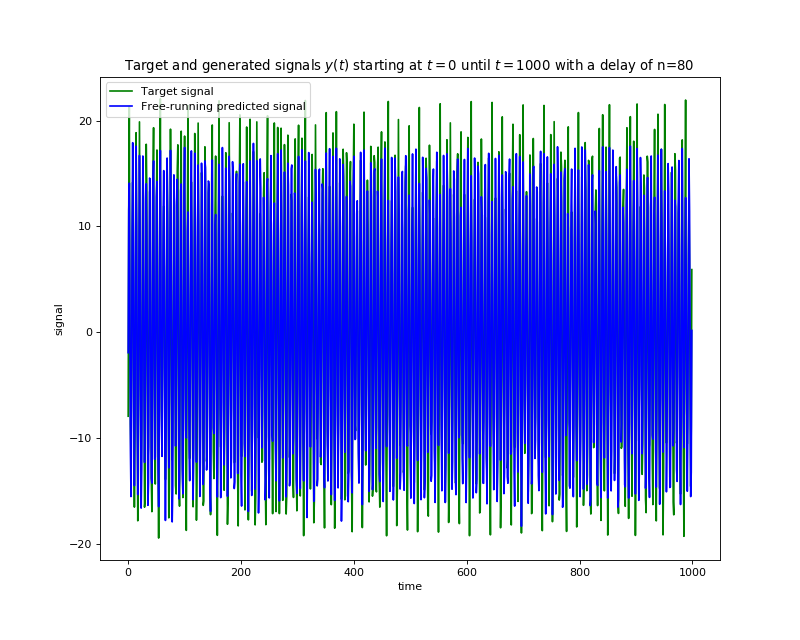 Target and generated signals y(t) starting at t = 0 until t = 1000 with a delay of n=80
Target signal
Free-running predicted signal
20
10
0
−10
−20
signal
0 200 400 600 800 1000
time